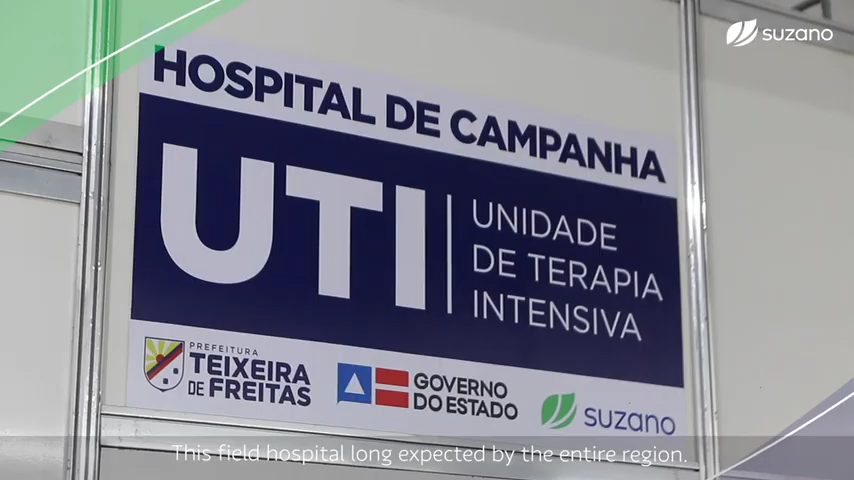 suzano
HOSPITAL DE CAMPANHA
UTI
UNIDADE
DE TERAPIA
INTENSIVA
PREFEITURA
TEIXEIRA
DE FREITAS
GOVERNO
DO ESTADO
suzano
This field hospital long expected by the entire region.